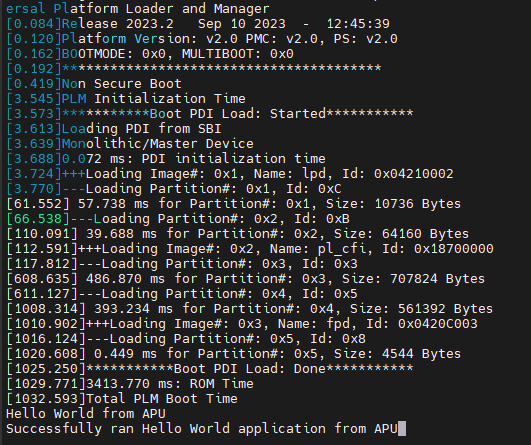 ersal Platform Loader and Manager
[0.084]Release 2023.2   Sep 10 2023  -  12:45:39
[0.120]Platform Version: v2.0 PMC: v2.0, PS: v2.0
[0.162]BOOTMODE: 0x0, MULTIBOOT: 0x0
[0.192]****************************************
[0.419]Non Secure Boot
[3.545]PLM Initialization Time
[3.573]***********Boot PDI Load: Started***********
[3.613]Loading PDI from SBI
[3.639]Monolithic/Master Device
[3.688]0.072 ms: PDI initialization time
[3.724]+++Loading Image#: 0x1, Name: lpd, Id: 0x04210002
[3.770]---Loading Partition#: 0x1, Id: 0xC
[61.552] 57.738 ms for Partition#: 0x1, Size: 10736 Bytes
[66.538]---Loading Partition#: 0x2, Id: 0xB
[110.091] 39.688 ms for Partition#: 0x2, Size: 64160 Bytes
[112.591]+++Loading Image#: 0x2, Name: pl_cfi, Id: 0x18700000
[117.812]---Loading Partition#: 0x3, Id: 0x3
[608.635] 486.870 ms for Partition#: 0x3, Size: 707824 Bytes
[611.127]---Loading Partition#: 0x4, Id: 0x5
[1008.314] 393.234 ms for Partition#: 0x4, Size: 561392 Bytes
[1010.902]+++Loading Image#: 0x3, Name: fpd, Id: 0x0420C003
[1016.124]---Loading Partition#: 0x5, Id: 0x8
[1020.608] 0.449 ms for Partition#: 0x5, Size: 4544 Bytes
[1025.250]***********Boot PDI Load: Done***********
[1029.771]3413.770 ms: ROM Time
[1032.593]Total PLM Boot Time
Hello World from APU
Successfully ran Hello World application from APU